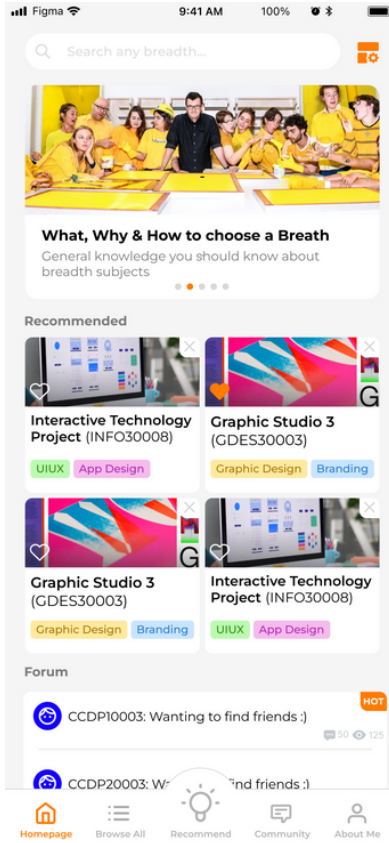 Figma 9:41 AM 100%
Search any breadth...
What, Why & How to choose a Breath
General knowledge you should know about
breadth subjects
Recommended
G
Interactive Technology
Project (INFO30008)
UIUX App Design
Graphic Studio 3
(GDES30003)
Graphic Design Branding
G
Graphic Studio 3
(GDES30003)
Graphic Design Branding
Interactive Technology
Project (INFO30008)
UIUX App Design
Forum
HOT
CCDP10003: Wanting to find friends :)
50 125
CCDP20003: find friends :)
Homepage Browse All Recommend Community About Me